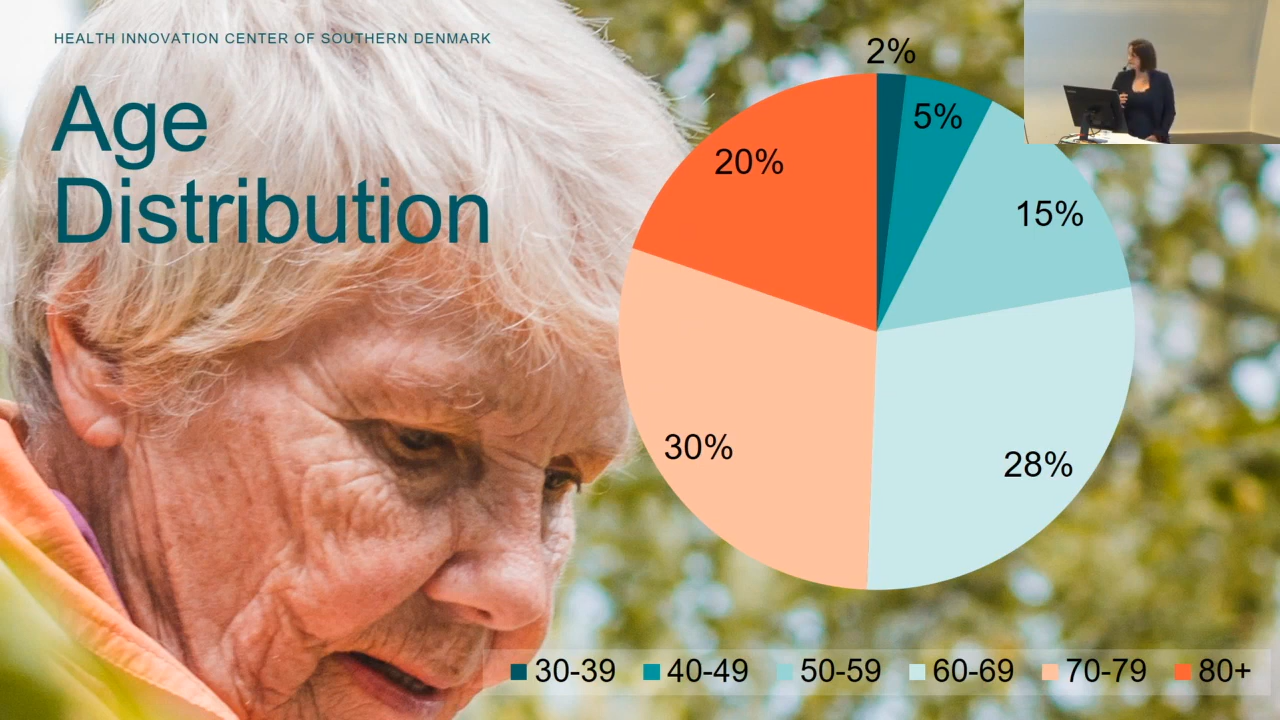 HEALTH INNOVATION CENTER OF SOUTHERN DENMARK
Age
Distribution
2%
5%
20%
15%
30%
28%
30-39 40-49 50-59 60-69 70-79 80+